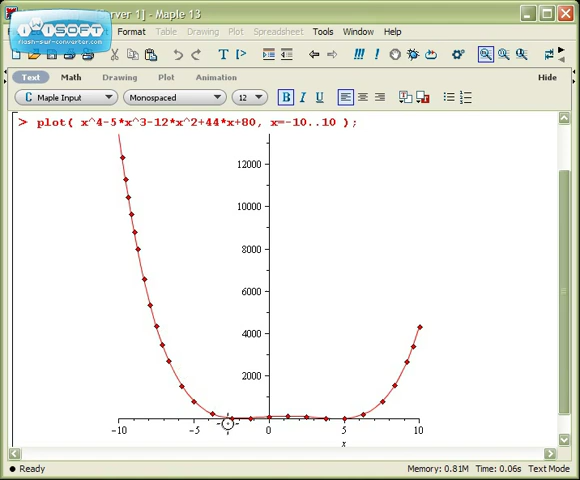 Server 1] - Maple 13
iWiSOFT
flash-swf-converter.com
Format Table Drawing Plot Spreadsheet Tools Window Help
Text Math Drawing Plot Animation Hide
C Maple Input Monospaced 12 B I U
> plot( x^4-5*x^3-12*x^2+44*x+80, x=-10..10 );
12000
10000
8000
6000
4000
2000
-10 -5 0 5 10
x
Ready Memory: 0.81M Time: 0.06s Text Mode